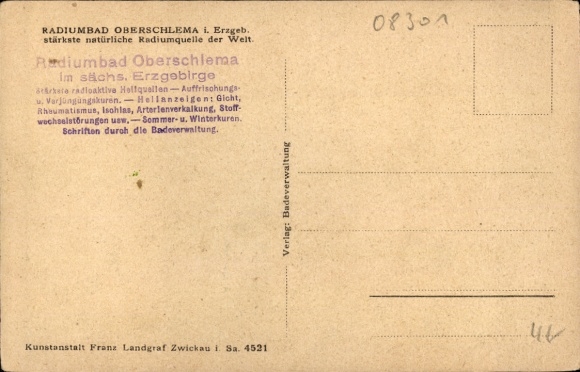 RADIUMBAD OBERSCHLEMA i. Erzgeb.
stärkste natürliche Radiumquelle der Welt.
Radiumbad Oberschlema
im sächs. Erzgebirge
Stärkste radioaktive Heilquellen — Auffrischungs-
u. Verjüngungskuren. — Heilanzeigen: Gicht,
Rheumatismus, Ischias, Arterienverkalkung, Stoff-
wechselstörungen usw. — Sommer- u. Winterkuren.
Schriften durch die Badeverwaltung.
08301
Verlag: Badeverwaltung
Kunstanstalt Franz Landgraf Zwickau i. Sa. 4521